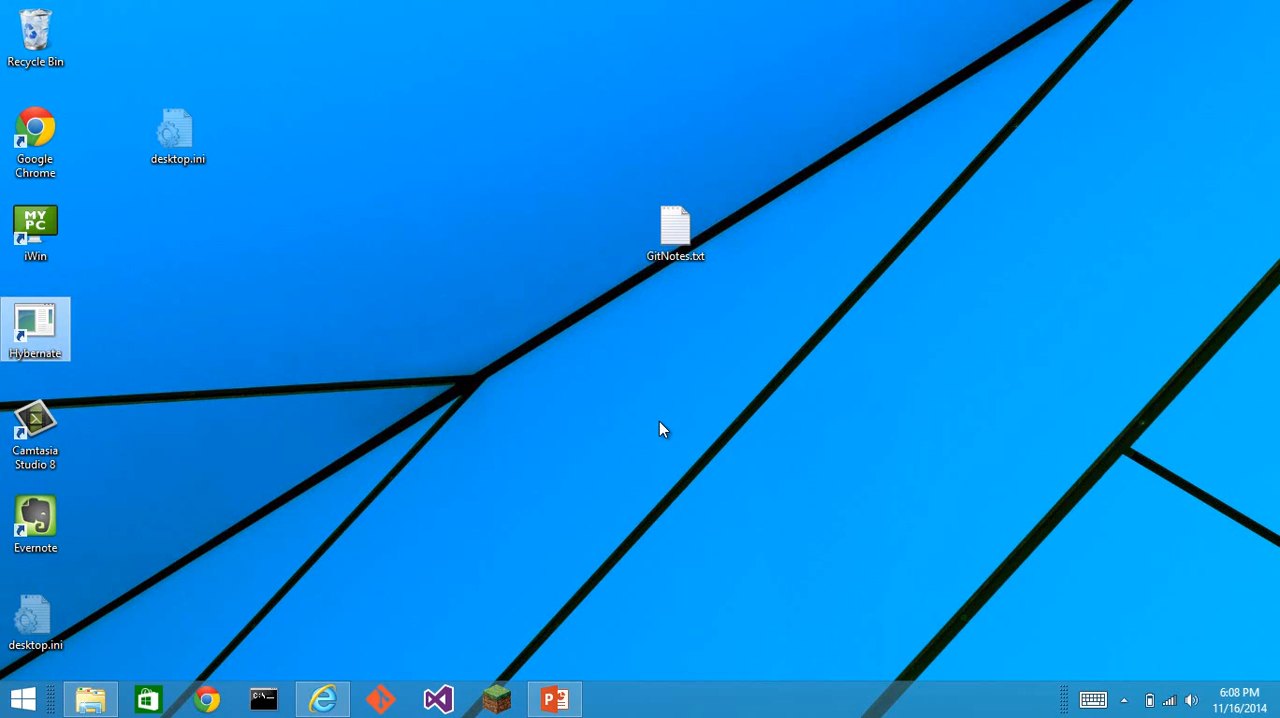 Recycle Bin
Google
Chrome
desktop.ini
MY
PC
iWin
GitNotes.txt
Hybernate
Camtasia
Studio 8
Evernote
desktop.ini
C:\_
6:08 PM
11/16/2014